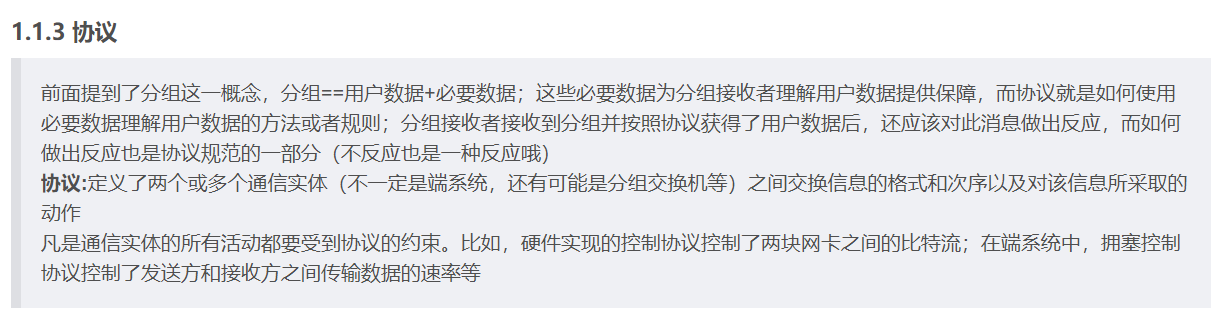 1.1.3 协议
前面提到了分组这一概念，分组==用户数据+必要数据；这些必要数据为分组接收者理解用户数据提供保障，而协议就是如何使用
必要数据理解用户数据的方法或者规则；分组接收者接收到分组并按照协议获得了用户数据后，还应该对此消息做出反应，而如何
做出反应也是协议规范的一部分（不反应也是一种反应哦）
协议:定义了两个或多个通信实体（不一定是端系统，还有可能是分组交换机等）之间交换信息的格式和次序以及对该信息所采取的
动作
凡是通信实体的所有活动都要受到协议的约束。比如，硬件实现的控制协议控制了两块网卡之间的比特流；在端系统中，拥塞控制
协议控制了发送方和接收方之间传输数据的速率等